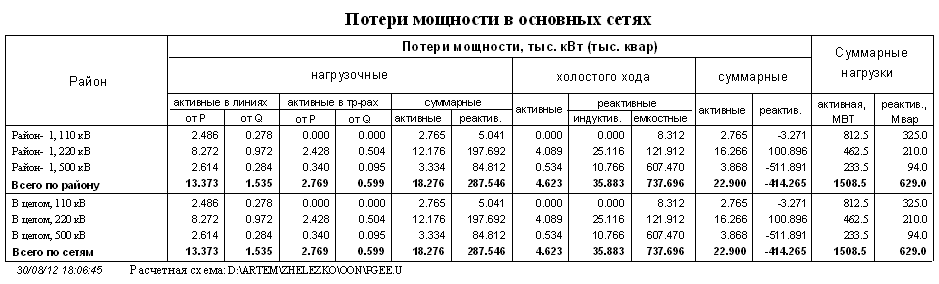 Потери мощности в основных сетях
Район
Потери мощности, тыс. кВт (тыс. квар)
Суммарные нагрузки
нагрузочные
холостого хода
суммарные
активные в линиях
активные в тр-рах
суммарные
активные
реактивные
активные
реактив.
активная, МВТ
реактив., Мвар
от P
от Q
от P
от Q
активные
реактив.
индуктив.
емкостные
Район- 1, 110 кВ 2.486 0.278 0.000 0.000 2.765 5.041 0.000 0.000 8.312 2.765 -3.271 812.5 325.0
Район- 1, 220 кВ 8.272 0.972 2.428 0.504 12.176 197.692 4.089 25.116 121.912 16.266 100.896 462.5 210.0
Район- 1, 500 кВ 2.614 0.284 0.340 0.095 3.334 84.812 0.534 10.766 607.470 3.868 -511.891 233.5 94.0
Всего по району 13.373 1.535 2.769 0.599 18.276 287.546 4.623 35.883 737.696 22.900 -414.265 1508.5 629.0
В целом, 110 кВ 2.486 0.278 0.000 0.000 2.765 5.041 0.000 0.000 8.312 2.765 -3.271 812.5 325.0
В целом, 220 кВ 8.272 0.972 2.428 0.504 12.176 197.692 4.089 25.116 121.912 16.266 100.896 462.5 210.0
В целом, 500 кВ 2.614 0.284 0.340 0.095 3.334 84.812 0.534 10.766 607.470 3.868 -511.891 233.5 94.0
Всего по сетям 13.373 1.535 2.769 0.599 18.276 287.546 4.623 35.883 737.696 22.900 -414.265 1508.5 629.0
30/08/12 18:06:45 Расчетная схема: D:\ARTEM\ZHELEZKO\OON\FGEE.U